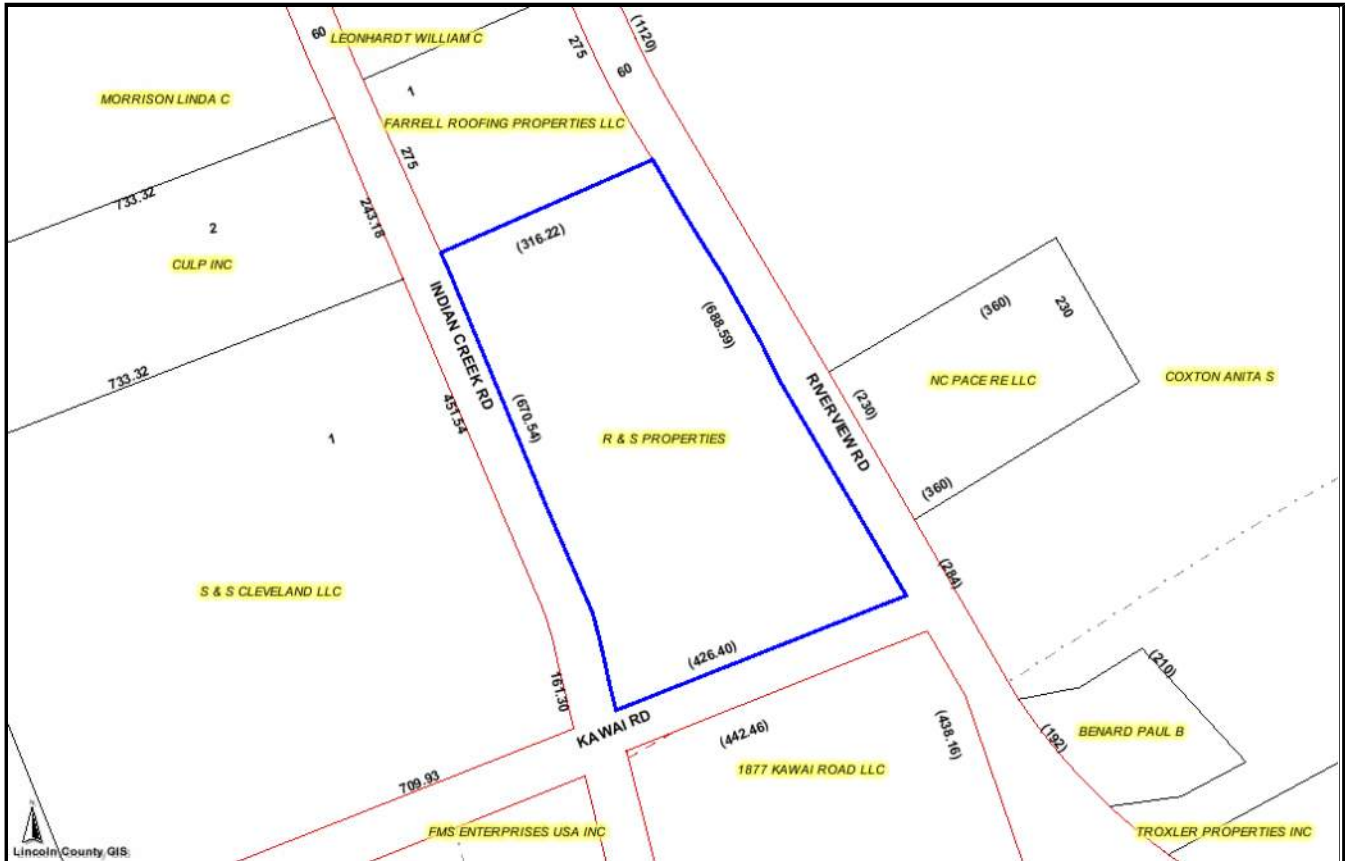 60
LEONHARDT WILLIAM C
(1120)
275
60
MORRISON LINDA C
1
FARRELL ROOFING PROPERTIES LLC
275
733.32
243.18
2
CULP INC
(316.22)
INDIAN CREEK RD
(688.59)
(360)
230
NC PACE RE LLC
COXTON ANITA S
733.32
451.54
(670.54)
RIVERVIEW RD
(230)
1
R & S PROPERTIES
(360)
S & S CLEVELAND LLC
(284)
(426.40)
(210)
161.30
KAWAI RD
(442.46)
(438.16)
(192)
BENARD PAUL B
709.93
1877 KAWAI ROAD LLC
FMS ENTERPRISES USA INC
TROXLER PROPERTIES INC
Lincoln County GIS